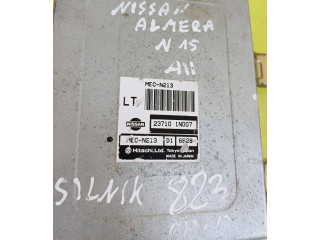 NISSAN
ALMERA
N 15
MEC-N213
LT
NISSAN
23710 1N007
MEC-N213 D1 6826
Hitachi,Ltd. Tokyo Japan
MADE IN JAPAN
SILNIK 823